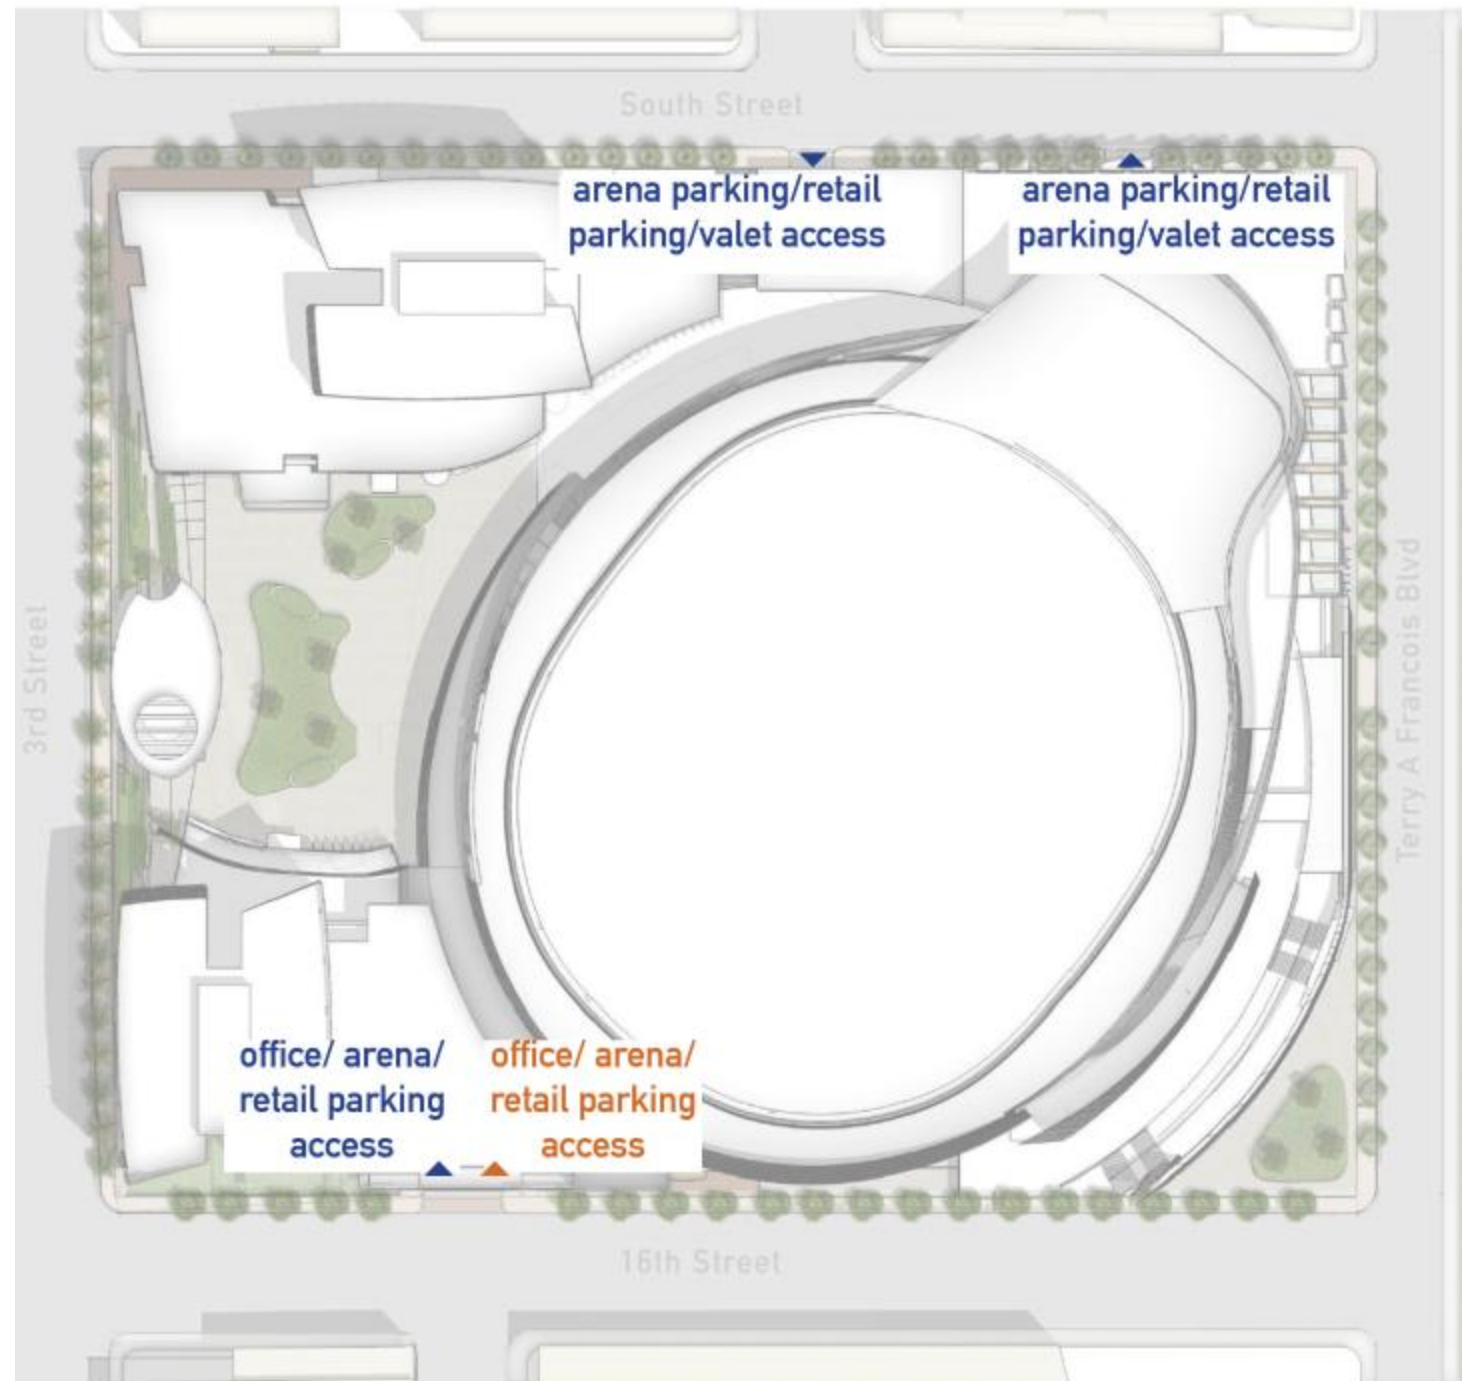 South Street
arena parking/retail
parking/valet access
arena parking/retail
parking/valet access
3rd Street
Terry A Francois Blvd
office/ arena/
retail parking
access
office/ arena/
retail parking
access
16th Street